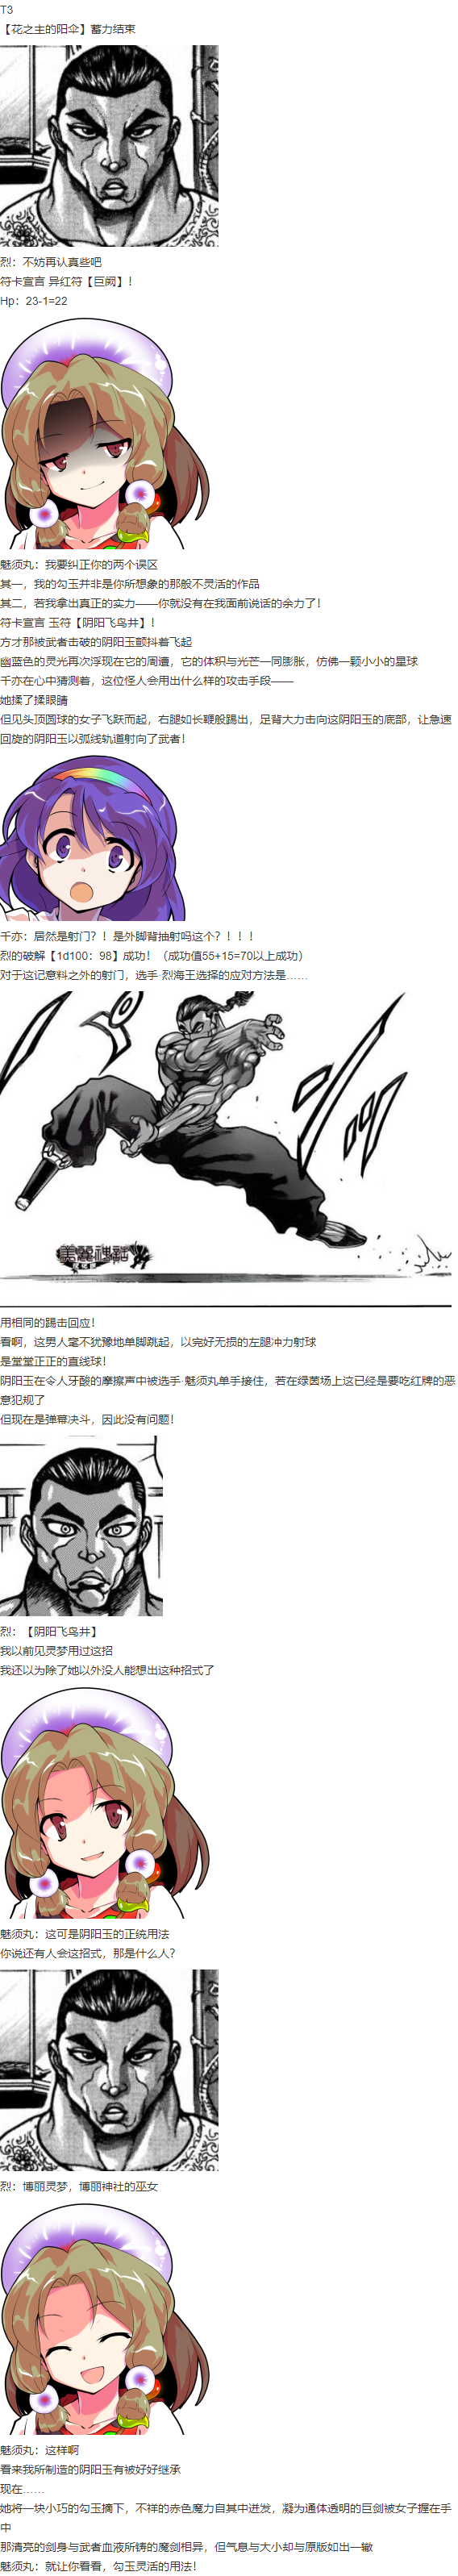 T3
【花之主的阳伞】蓄力结束
烈：不妨再认真些吧
符卡宣言 异红符【巨阙】！
Hp：23-1=22
魅须丸：我要纠正你的两个误区
其一，我的勾玉并非是你所想象的那般不灵活的作品
其二，若我拿出真正的实力——你就没有在我面前说话的余力了！
符卡宣言 玉符【阴阳飞鸟井】！
方才那被武者击破的阴阳玉颤抖着飞起
幽蓝色的灵光再次浮现在它的周遭，它的体积与光芒一同膨胀，仿佛一颗小小的星球
千亦在心中猜测着，这位怪人会用出什么样的攻击手段——
她揉了揉眼睛
但见头顶圆球的女子飞跃而起，右腿如长鞭般踢出，足背大力击向这阴阳玉的底部，让急速
回旋的阴阳玉以弧线轨道射向了武者！
千亦：居然是射门？！是外脚背抽射吗这个？！！！
烈的破解【1d100：98】成功！（成功值55+15=70以上成功）
对于这记意料之外的射门，选手·烈海王选择的应对方法是……
用相同的踢击回应！
看啊，这男人毫不犹豫地单脚跳起，以完好无损的左腿冲力射球
是堂堂正正的直线球！
阴阳玉在令人牙酸的摩擦声中被选手·魅须丸单手接住，若在绿茵场上这已经是要吃红牌的恶
意犯规了
但现在是弹幕决斗，因此没有问题！
烈：【阴阳飞鸟井】
我以前见灵梦用过这招
我还以为除了她以外没人能想出这种招式了
魅须丸：这可是阴阳玉的正统用法
你说还有人会这招式，那是什么人？
烈：博丽灵梦，博丽神社的巫女
魅须丸：这样啊
看来我所制造的阴阳玉有被好好继承
现在……
她将一块小巧的勾玉摘下，不祥的赤色魔力自其中迸发，凝为通体透明的巨剑被女子握在手
中
那清亮的剑身与武者血液所铸的魔剑相异，但气息与大小却与原版如出一辙
魅须丸：就让你看看，勾玉灵活的用法！